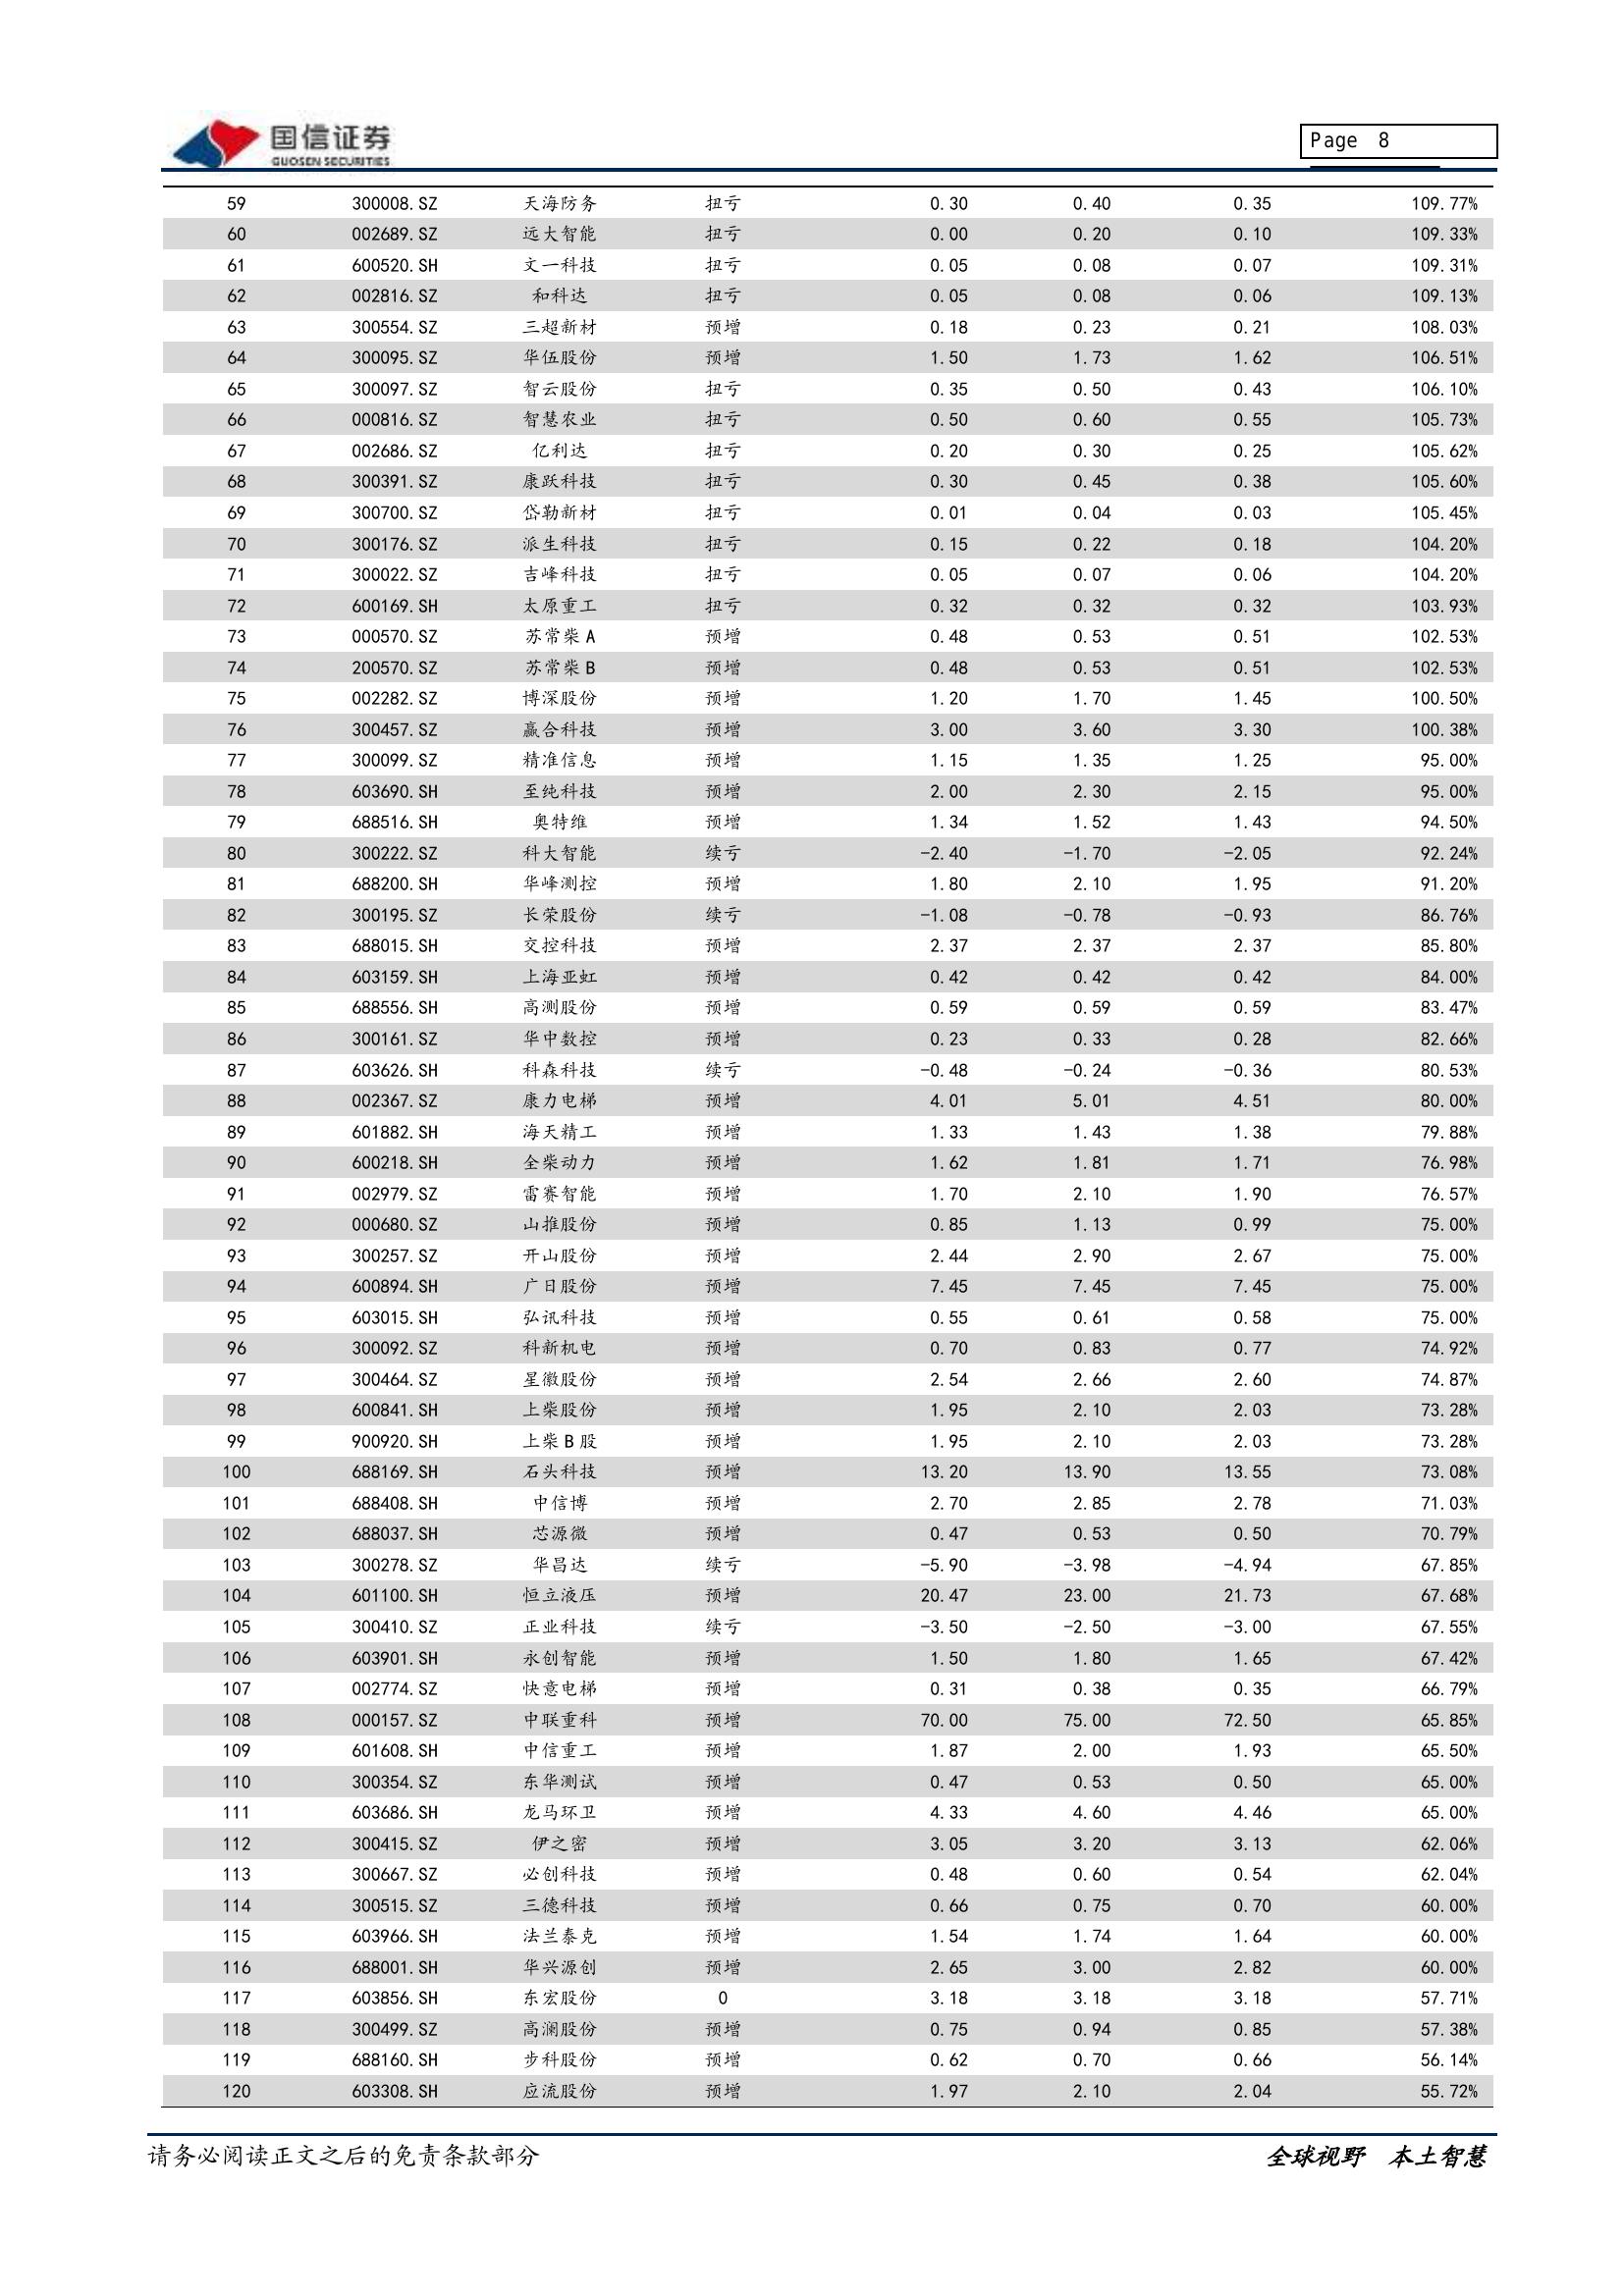 国信证券
GUOSEN SECURITIES
Page 8
59 300008.SZ 天海防务 扭亏 0.30 0.40 0.35 109.77%
60 002689.SZ 远大智能 扭亏 0.00 0.20 0.10 109.33%
61 600520.SH 文一科技 扭亏 0.05 0.08 0.07 109.31%
62 002816.SZ 和科达 扭亏 0.05 0.08 0.06 109.13%
63 300554.SZ 三超新材 预增 0.18 0.23 0.21 108.03%
64 300095.SZ 华伍股份 预增 1.50 1.73 1.62 106.51%
65 300097.SZ 智云股份 扭亏 0.35 0.50 0.43 106.10%
66 000816.SZ 智慧农业 扭亏 0.50 0.60 0.55 105.73%
67 002686.SZ 亿利达 扭亏 0.20 0.30 0.25 105.62%
68 300391.SZ 康跃科技 扭亏 0.30 0.45 0.38 105.60%
69 300700.SZ 岱勒新材 扭亏 0.01 0.04 0.03 105.45%
70 300176.SZ 派生科技 扭亏 0.15 0.22 0.18 104.20%
71 300022.SZ 吉峰科技 扭亏 0.05 0.07 0.06 104.20%
72 600169.SH 太原重工 扭亏 0.32 0.32 0.32 103.93%
73 000570.SZ 苏常柴 A 预增 0.48 0.53 0.51 102.53%
74 200570.SZ 苏常柴 B 预增 0.48 0.53 0.51 102.53%
75 002282.SZ 博深股份 预增 1.20 1.70 1.45 100.50%
76 300457.SZ 赢合科技 预增 3.00 3.60 3.30 100.38%
77 300099.SZ 精准信息 预增 1.15 1.35 1.25 95.00%
78 603690.SH 至纯科技 预增 2.00 2.30 2.15 95.00%
79 688516.SH 奥特维 预增 1.34 1.52 1.43 94.50%
80 300222.SZ 科大智能 续亏 -2.40 -1.70 -2.05 92.24%
81 688200.SH 华峰测控 预增 1.80 2.10 1.95 91.20%
82 300195.SZ 长荣股份 续亏 -1.08 -0.78 -0.93 86.76%
83 688015.SH 交控科技 预增 2.37 2.37 2.37 85.80%
84 603159.SH 上海亚虹 预增 0.42 0.42 0.42 84.00%
85 688556.SH 高测股份 预增 0.59 0.59 0.59 83.47%
86 300161.SZ 华中数控 预增 0.23 0.33 0.28 82.66%
87 603626.SH 科森科技 续亏 -0.48 -0.24 -0.36 80.53%
88 002367.SZ 康力电梯 预增 4.01 5.01 4.51 80.00%
89 601882.SH 海天精工 预增 1.33 1.43 1.38 79.88%
90 600218.SH 全柴动力 预增 1.62 1.81 1.71 76.98%
91 002979.SZ 雷赛智能 预增 1.70 2.10 1.90 76.57%
92 000680.SZ 山推股份 预增 0.85 1.13 0.99 75.00%
93 300257.SZ 开山股份 预增 2.44 2.90 2.67 75.00%
94 600894.SH 广日股份 预增 7.45 7.45 7.45 75.00%
95 603015.SH 弘讯科技 预增 0.55 0.61 0.58 75.00%
96 300092.SZ 科新机电 预增 0.70 0.83 0.77 74.92%
97 300464.SZ 星徽股份 预增 2.54 2.66 2.60 74.87%
98 600841.SH 上柴股份 预增 1.95 2.10 2.03 73.28%
99 900920.SH 上柴 B 股 预增 1.95 2.10 2.03 73.28%
100 688169.SH 石头科技 预增 13.20 13.90 13.55 73.08%
101 688408.SH 中信博 预增 2.70 2.85 2.78 71.03%
102 688037.SH 芯源微 预增 0.47 0.53 0.50 70.79%
103 300278.SZ 华昌达 续亏 -5.90 -3.98 -4.94 67.85%
104 601100.SH 恒立液压 预增 20.47 23.00 21.73 67.68%
105 300410.SZ 正业科技 续亏 -3.50 -2.50 -3.00 67.55%
106 603901.SH 永创智能 预增 1.50 1.80 1.65 67.42%
107 002774.SZ 快意电梯 预增 0.31 0.38 0.35 66.79%
108 000157.SZ 中联重科 预增 70.00 75.00 72.50 65.85%
109 601608.SH 中信重工 预增 1.87 2.00 1.93 65.50%
110 300354.SZ 东华测试 预增 0.47 0.53 0.50 65.00%
111 603686.SH 龙马环卫 预增 4.33 4.60 4.46 65.00%
112 300415.SZ 伊之密 预增 3.05 3.20 3.13 62.06%
113 300667.SZ 必创科技 预增 0.48 0.60 0.54 62.04%
114 300515.SZ 三德科技 预增 0.66 0.75 0.70 60.00%
115 603966.SH 法兰泰克 预增 1.54 1.74 1.64 60.00%
116 688001.SH 华兴源创 预增 2.65 3.00 2.82 60.00%
117 603856.SH 东宏股份 0 3.18 3.18 3.18 57.71%
118 300499.SZ 高澜股份 预增 0.75 0.94 0.85 57.38%
119 688160.SH 步科股份 预增 0.62 0.70 0.66 56.14%
120 603308.SH 应流股份 预增 1.97 2.10 2.04 55.72%
请务必阅读正文之后的免责条款部分
全球视野 本土智慧